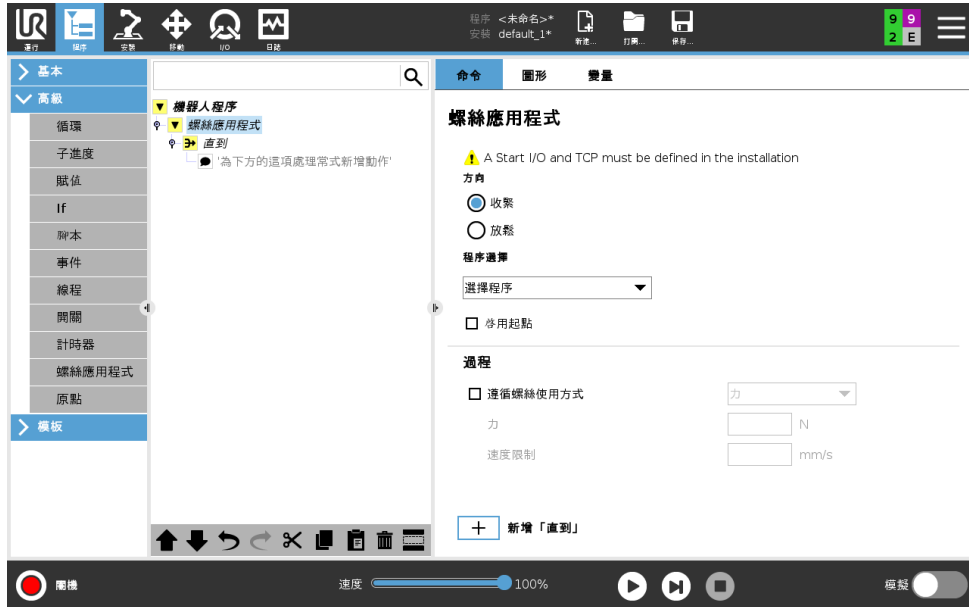 UR
運行
程序
安裝
移動
I/O
日誌
程序 <未命名>*
安裝 default_1*
新建...
打開...
保存...
9 9
2 E
基本
高級
循環
子進度
賦值
If
腳本
事件
線程
開關
計時器
螺絲應用程式
原點
模板
機器人程序
螺絲應用程式
直到
'為下方的這項處理常式新增動作'
命令 圖形 變量
螺絲應用程式
A Start I/O and TCP must be defined in the installation
方向
收緊
放鬆
程序選擇
選擇程序
啓用起點
過程
遵循螺絲使用方式
力
力
N
速度限制
mm/s
新增「直到」
關機
速度
100%
模擬